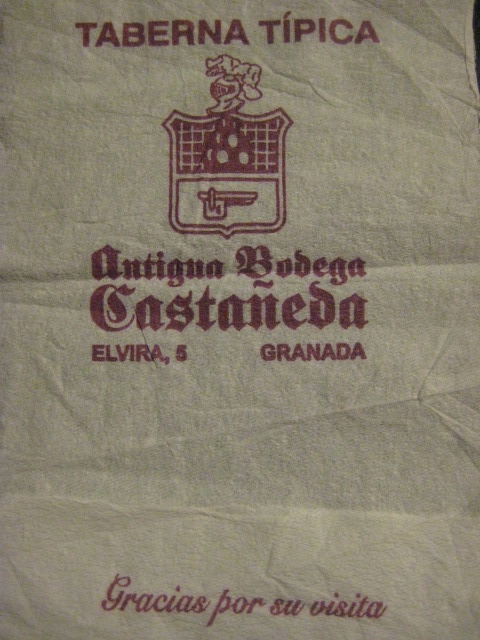 TABERNA TÍPICA
Antigua Bodega
Castañeda
ELVIRA, 5 GRANADA
Gracias por su visita